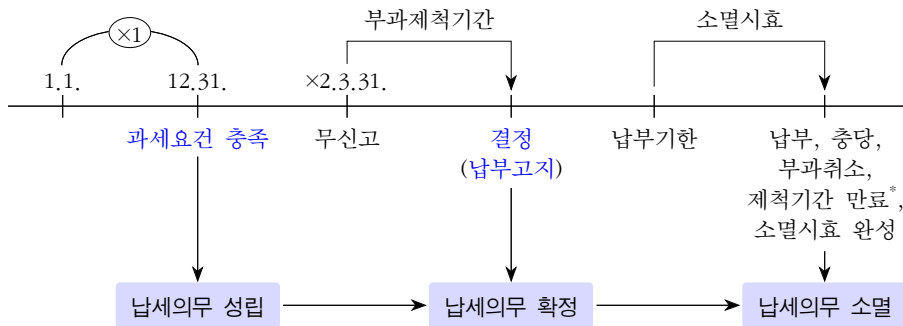 부과제척기간
소멸시효
×1
1.1.
12.31.
×2.3.31.
과세요건 충족
무신고
결정
(납부고지)
납부기한
납부, 충당,
부과취소,
제척기간 만료*,
소멸시효 완성
납세의무 성립
납세의무 확정
납세의무 소멸